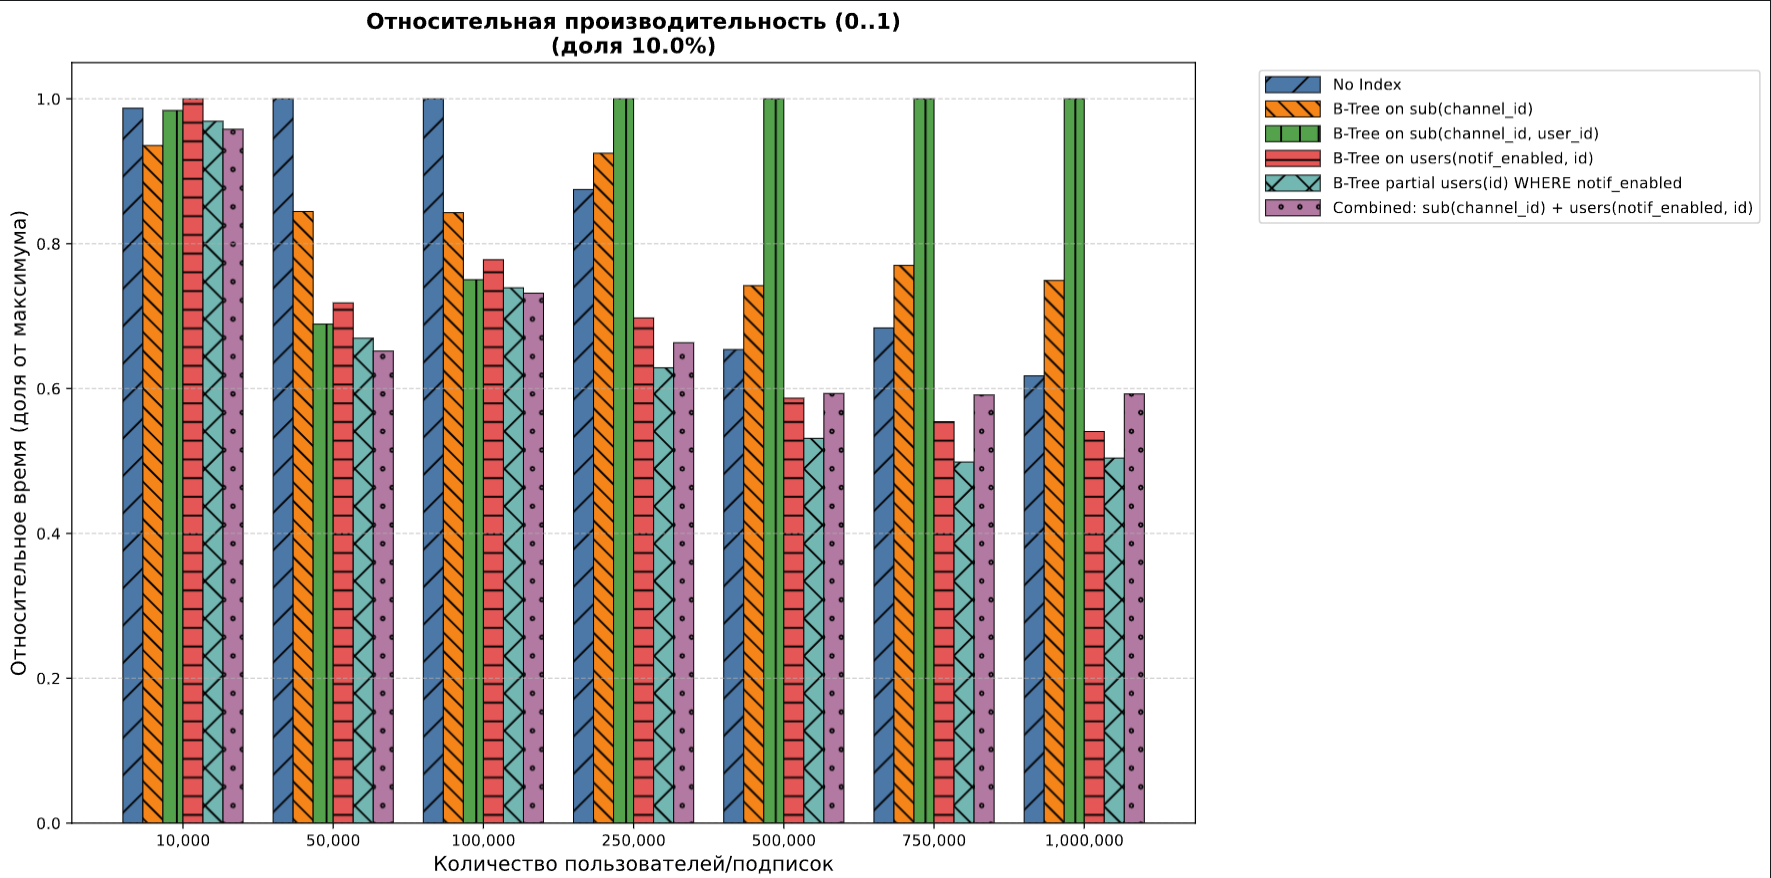 Относительная производительность (0..1)
(доля 10.0%)
Относительное время (доля от максимума)
1.0
0.8
0.6
0.4
0.2
0.0
10,000
50,000
100,000
250,000
500,000
750,000
1,000,000
Количество пользователей/подписок
No Index
B-Tree on sub(channel_id)
B-Tree on sub(channel_id, user_id)
B-Tree on users(notif_enabled, id)
B-Tree partial users(id) WHERE notif_enabled
Combined: sub(channel_id) + users(notif_enabled, id)